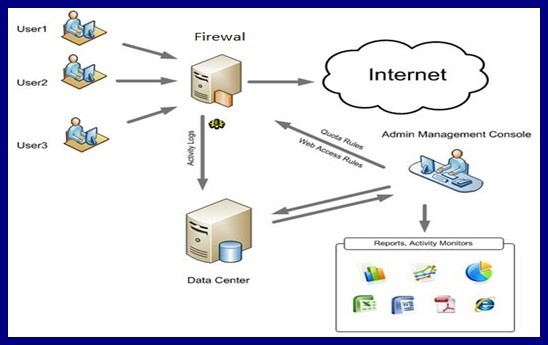 User1
Firewall
User2
Internet
User3
Activity Logs
Quota Rules
Web Access Rules
Admin Management Console
Data Center
Reports, Activity Monitors